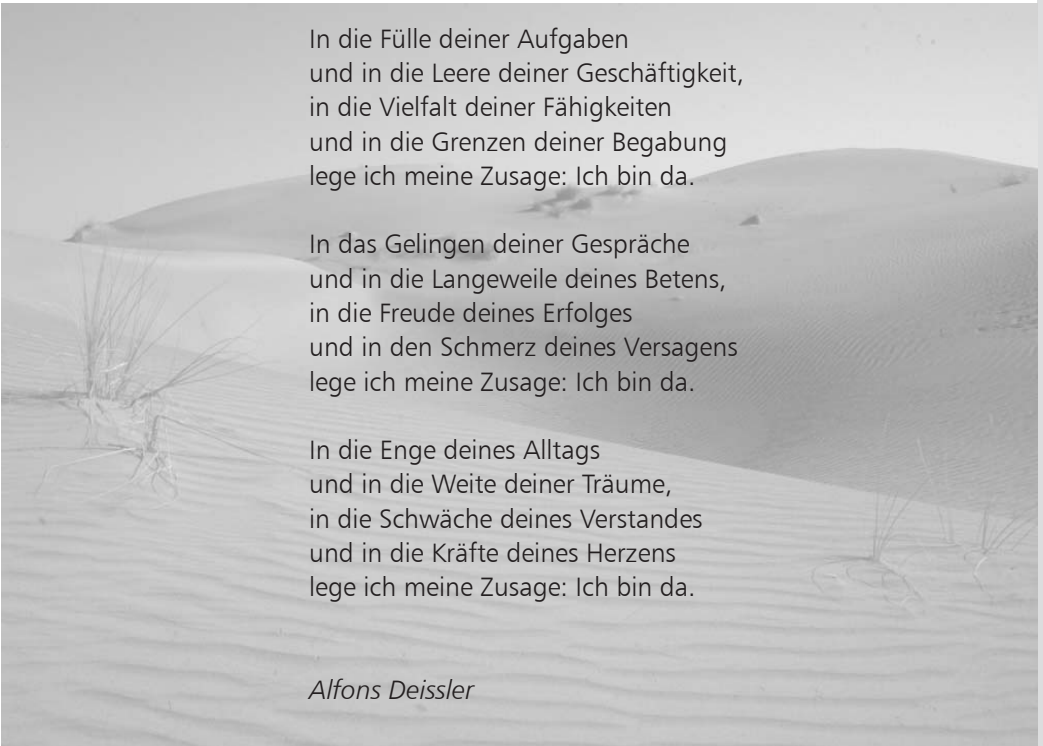 In die Fülle deiner Aufgaben
und in die Leere deiner Geschäftigkeit,
in die Vielfalt deiner Fähigkeiten
und in die Grenzen deiner Begabung
lege ich meine Zusage: Ich bin da.
In das Gelingen deiner Gespräche
und in die Langeweile deines Betens,
in die Freude deines Erfolges
und in den Schmerz deines Versagens
lege ich meine Zusage: Ich bin da.
In die Enge deines Alltags
und in die Weite deiner Träume,
in die Schwäche deines Verstandes
und in die Kräfte deines Herzens
lege ich meine Zusage: Ich bin da.
Alfons Deissler